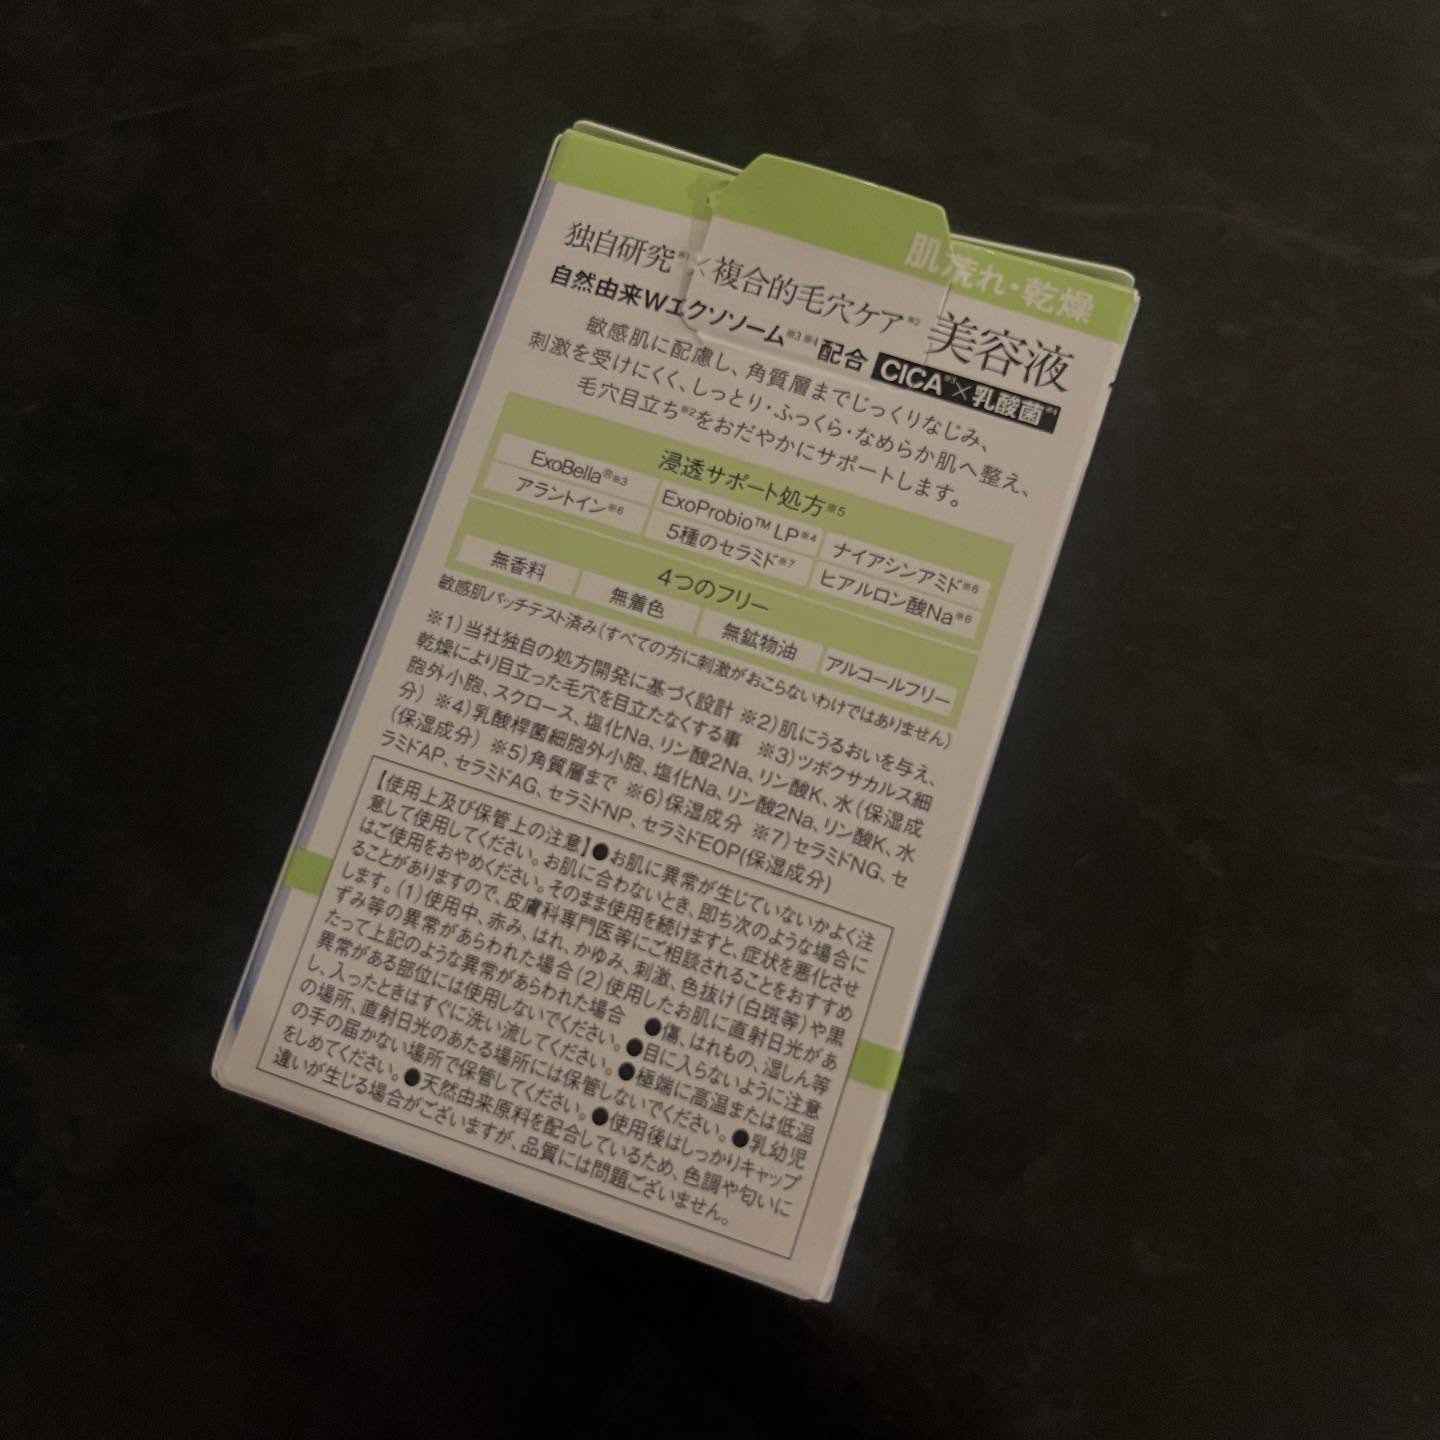 肌荒れ・乾燥
独自研究※1×複合的毛穴ケア※2 美容液
自然由来Wエクソソーム※3※4配合 CICA※3×乳酸菌※4
敏感肌に配慮し、角質層までじっくりなじみ、
刺激を受けにくく、しっとり・ふっくら・なめらか肌へ整え、
毛穴目立ち※2をおだやかにサポートします。
浸透サポート処方※5
ExoBella®※3 ExoProbio™ LP※4 ナイアシンアミド※6
アラントイン※6 5種のセラミド※7 ヒアルロン酸Na※6
4つのフリー
無香料 無着色 無鉱物油 アルコールフリー
敏感肌パッチテスト済み(すべての方に刺激がおこらないわけではありません)
※1)当社独自の処方開発に基づく設計 ※2)肌にうるおいを与え、
乾燥により目立った毛穴を目立たなくする事 ※3)ツボクサカルス細
胞外小胞、スクロース、塩化Na、リン酸2Na、リン酸K、水(保湿成
分) ※4)乳酸桿菌細胞外小胞、塩化Na、リン酸2Na、リン酸K、水
(保湿成分) ※5)角質層まで ※6)保湿成分 ※7)セラミドNG、セ
ラミドAP、セラミドAG、セラミドNP、セラミドEOP(保湿成分)
【使用上及び保管上の注意】●お肌に異常が生じていないかよく注
意して使用してください。お肌に合わないとき、即ち次のような場合に
はご使用をおやめください。そのまま使用を続けますと、症状を悪化させ
ることがありますので、皮膚科専門医等にご相談されることをおすすめ
します。(1)使用中、赤み、はれ、かゆみ、刺激、色抜け(白斑等)や黒
ずみ等の異常があらわれた場合(2)使用したお肌に直射日光があ
たって上記のような異常があらわれた場合 ●傷、はれもの、湿しん等
異常がある部位には使用しないでください。●目に入らないように注意
し、入ったときはすぐに洗い流してください。●極端に高温または低温
の場所、直射日光のあたる場所には保管しないでください。●乳幼児
の手の届かない場所で保管してください。●使用後はしっかりキャップ
をしめてください。●天然由来原料を配合しているため、色調や匂いに
違いが生じる場合がございますが、品質には問題ございません。